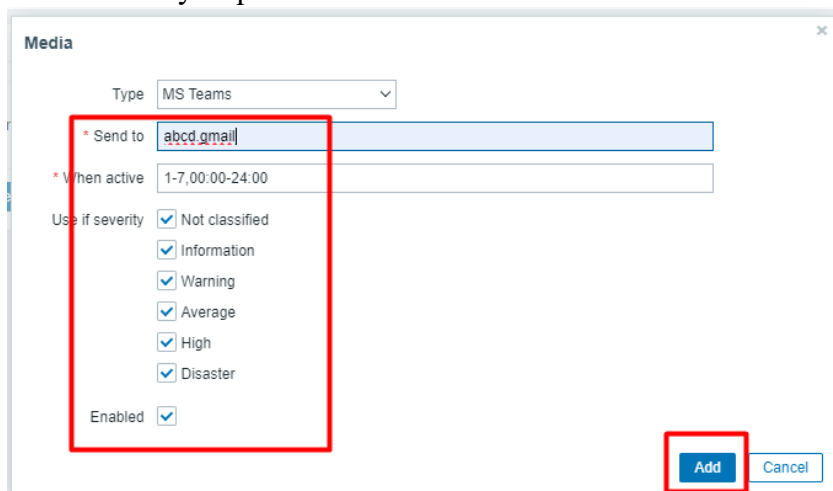 Media
Type MS Teams
* Send to abcd.gmail
* When active 1-7,00:00-24:00
Use if severity Not classified
Information
Warning
Average
High
Disaster
Enabled
Add Cancel